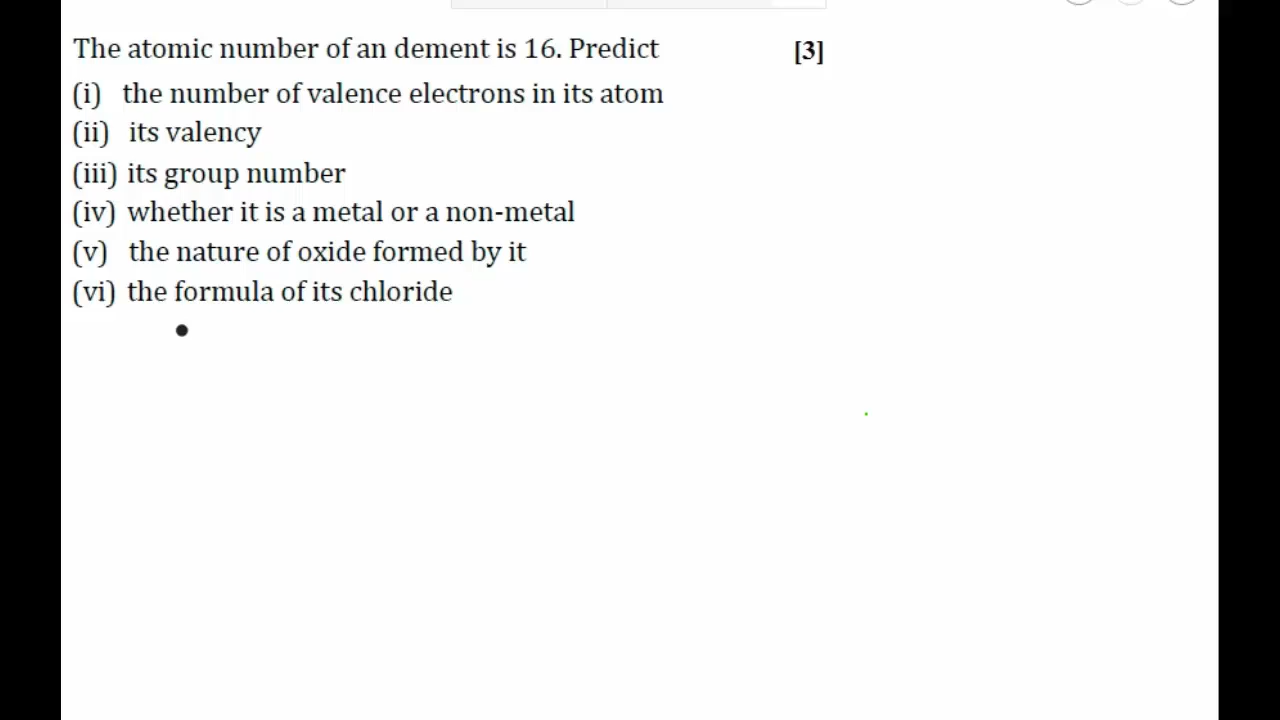 The atomic number of an dement is 16. Predict [3]
(i) the number of valence electrons in its atom
(ii) its valency
(iii) its group number
(iv) whether it is a metal or a non-metal
(v) the nature of oxide formed by it
(vi) the formula of its chloride